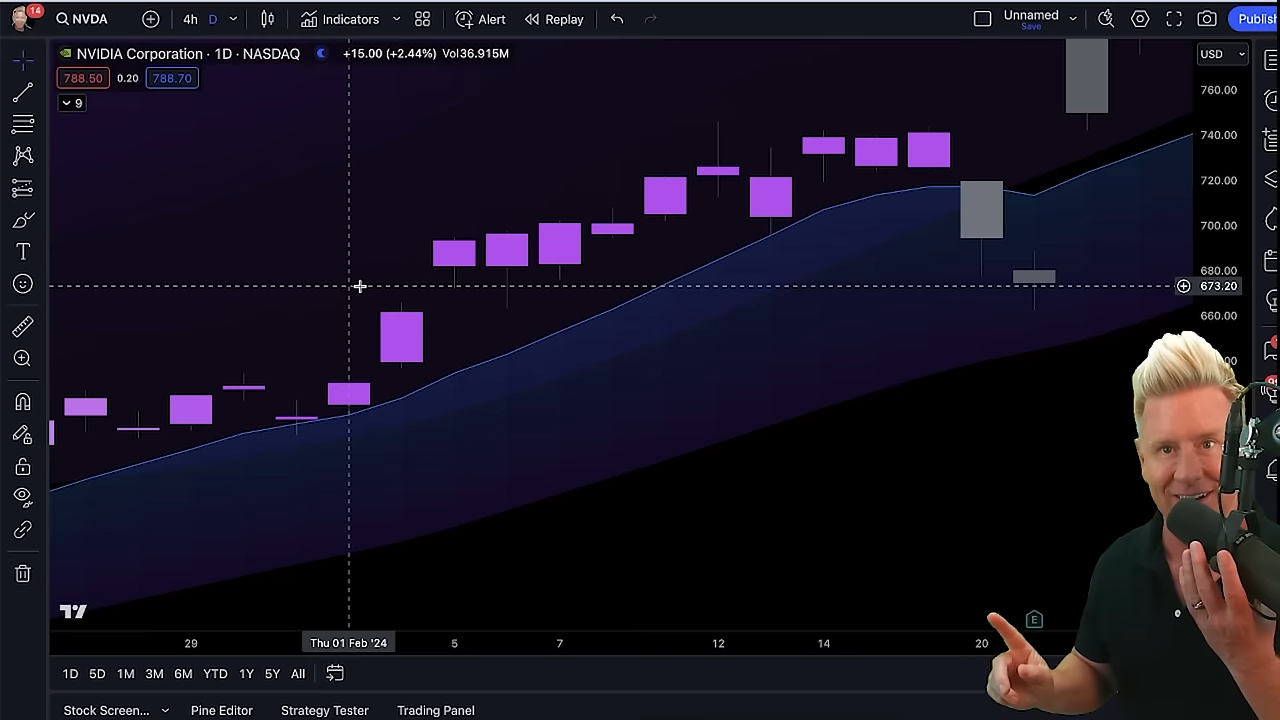 14
NVDA
4h
D
Indicators
Alert
Replay
Unnamed
Save
Publish
NVIDIA Corporation · 1D · NASDAQ
+15.00 (+2.44%) Vol36.915M
USD
788.50
0.20
788.70
9
760.00
740.00
720.00
700.00
680.00
673.20
660.00
E
29
Thu 01 Feb '24
5
7
12
14
20
1D
5D
1M
3M
6M
YTD
1Y
5Y
All
Stock Screen...
Pine Editor
Strategy Tester
Trading Panel